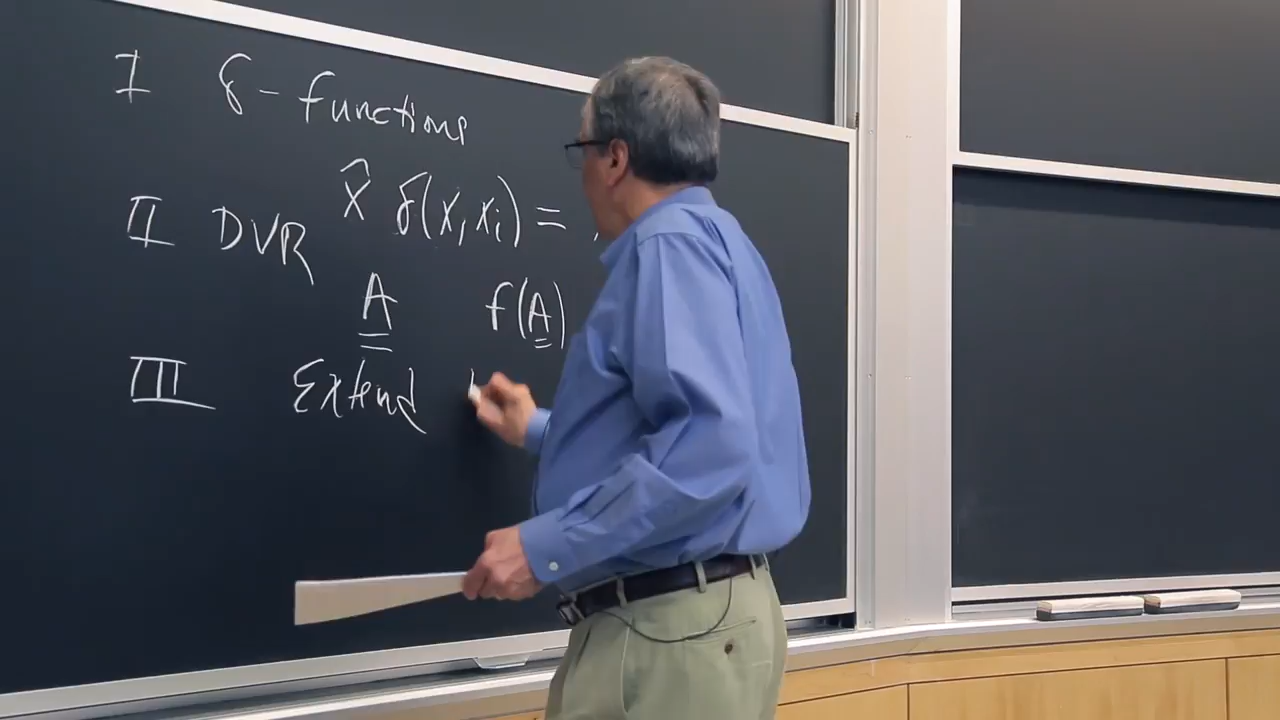 I δ - functions
x̂ δ(x, xᵢ) =
II DVR
A f(A)
III Extend